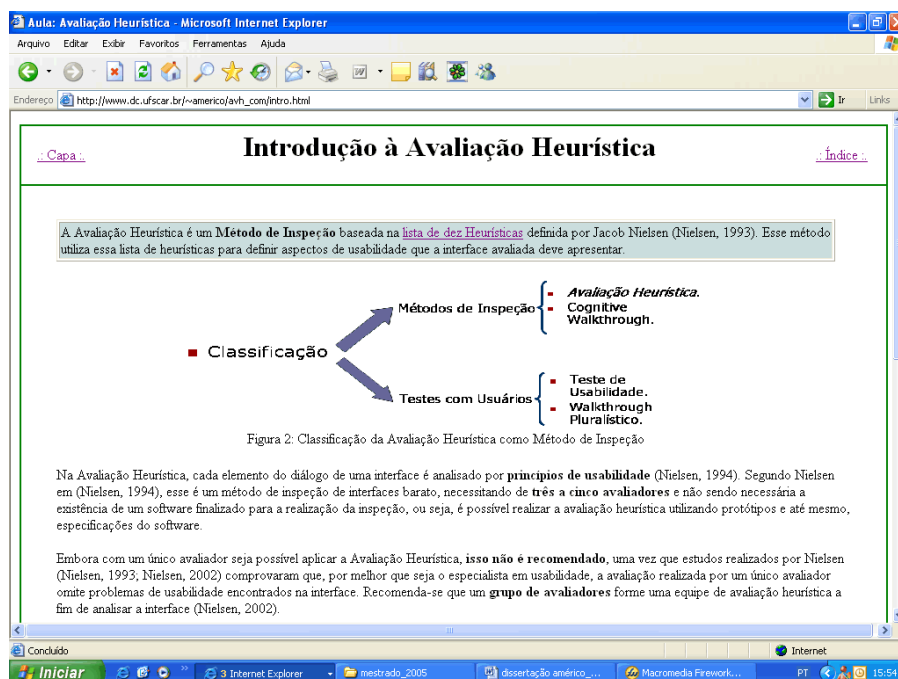 Aula: Avaliação Heurística - Microsoft Internet Explorer
Arquivo Editar Exibir Favoritos Ferramentas Ajuda
Endereço http://www.dc.ufscar.br/~americo/avh_com/intro.html Ir Links
.: Capa :. Introdução à Avaliação Heurística .: Índice :.
A Avaliação Heurística é um Método de Inspeção baseada na lista de dez Heurísticas definida por Jacob Nielsen (Nielsen, 1993). Esse método
utiliza essa lista de heurísticas para definir aspectos de usabilidade que a interface avaliada deve apresentar.
Classificação
Métodos de Inspeção
Avaliação Heurística.
Cognitive
Walkthrough.
Testes com Usuários
Teste de
Usabilidade.
Walkthrough
Pluralístico.
Figura 2: Classificação da Avaliação Heurística como Método de Inspeção
Na Avaliação Heurística, cada elemento do diálogo de uma interface é analisado por princípios de usabilidade (Nielsen, 1994). Segundo Nielsen
em (Nielsen, 1994), esse é um método de inspeção de interfaces barato, necessitando de três a cinco avaliadores e não sendo necessária a
existência de um software finalizado para a realização da inspeção, ou seja, é possível realizar a avaliação heurística utilizando protótipos e até mesmo,
especificações do software.
Embora com um único avaliador seja possível aplicar a Avaliação Heurística, isso não é recomendado, uma vez que estudos realizados por Nielsen
(Nielsen, 1993; Nielsen, 2002) comprovaram que, por melhor que seja o especialista em usabilidade, a avaliação realizada por um único avaliador
omite problemas de usabilidade encontrados na interface. Recomenda-se que um grupo de avaliadores forme uma equipe de avaliação heurística a
fim de analisar a interface (Nielsen, 2002).
Concluído Internet
Iniciar 3 Internet Explorer mestrado_2005 dissertação américo_... Macromedia Firework... PT 15:54